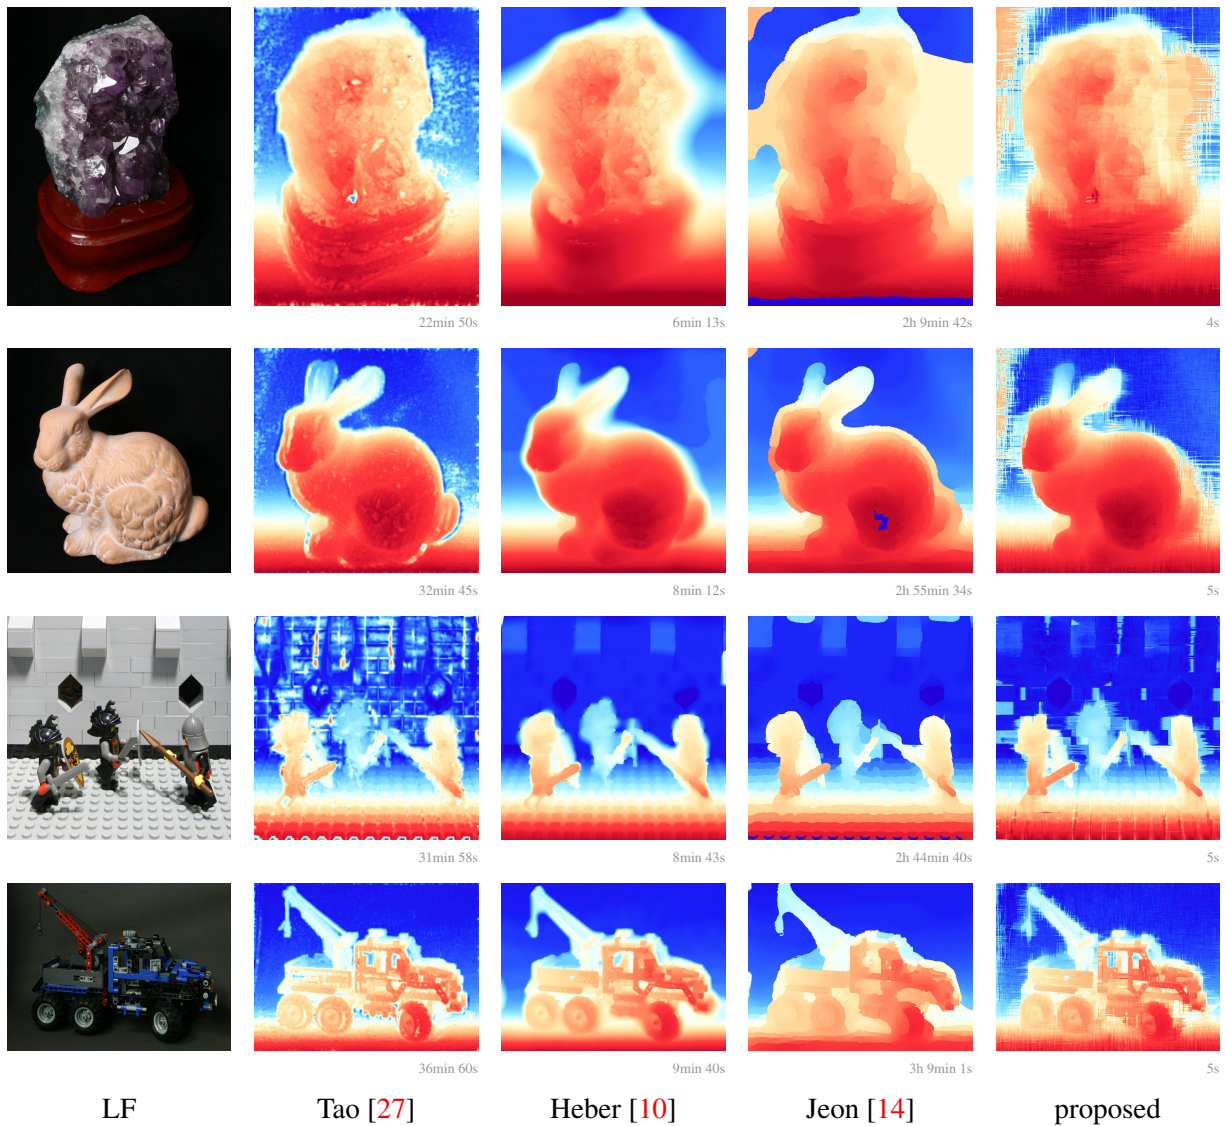 22min 50s 6min 13s 2h 9min 42s 4s
32min 45s 8min 12s 2h 55min 34s 5s
31min 58s 8min 43s 2h 44min 40s 5s
36min 60s 9min 40s 3h 9min 1s 5s
LF Tao [27] Heber [10] Jeon [14] proposed